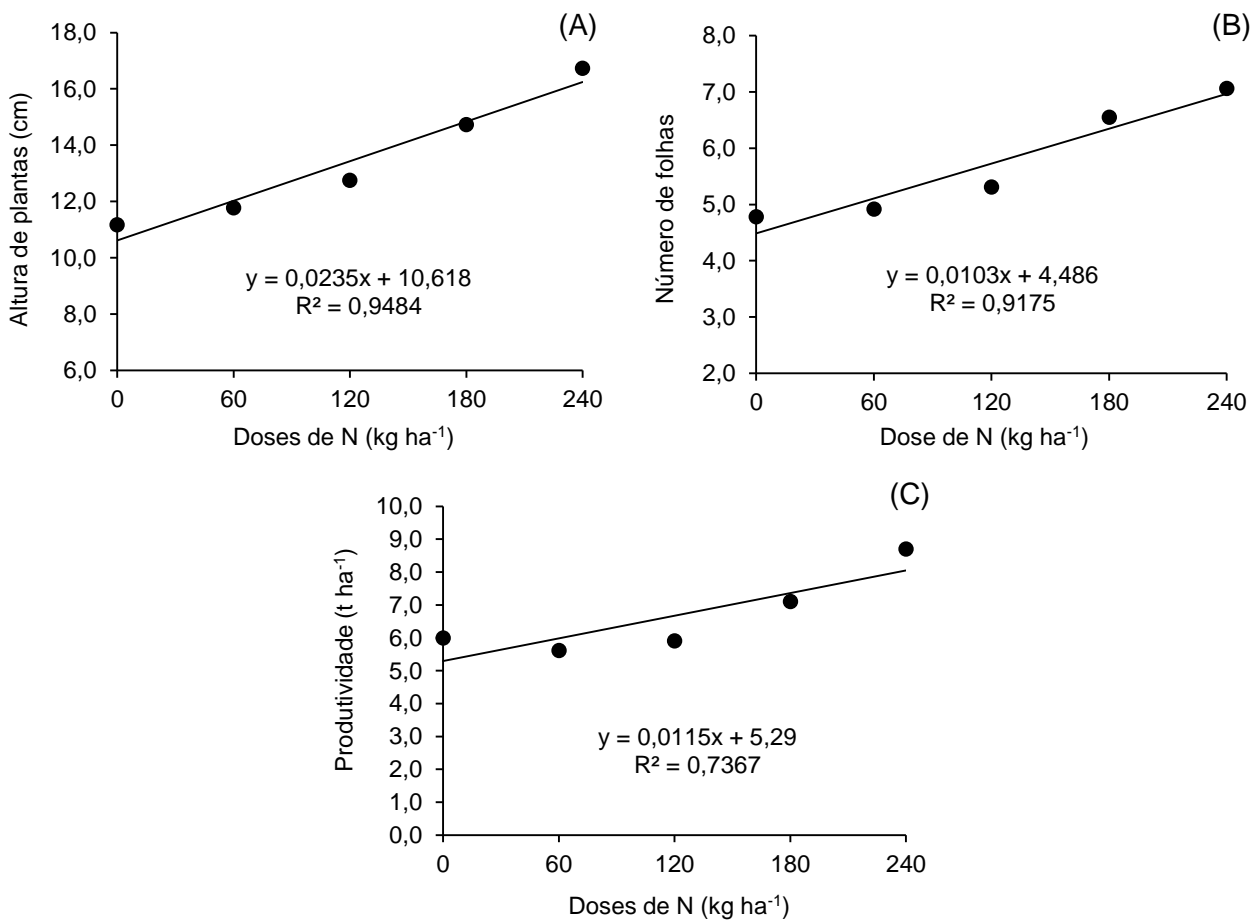 (A)
Altura de plantas (cm)
18,0
16,0
14,0
12,0
10,0
8,0
6,0
y = 0,0235x + 10,618
R² = 0,9484
0 60 120 180 240
Doses de N (kg ha⁻¹)
(B)
Número de folhas
8,0
7,0
6,0
5,0
4,0
3,0
2,0
y = 0,0103x + 4,486
R² = 0,9175
0 60 120 180 240
Dose de N (kg ha⁻¹)
(C)
Produtividade (t ha⁻¹)
10,0
9,0
8,0
7,0
6,0
5,0
4,0
3,0
2,0
1,0
0,0
y = 0,0115x + 5,29
R² = 0,7367
0 60 120 180 240
Doses de N (kg ha⁻¹)